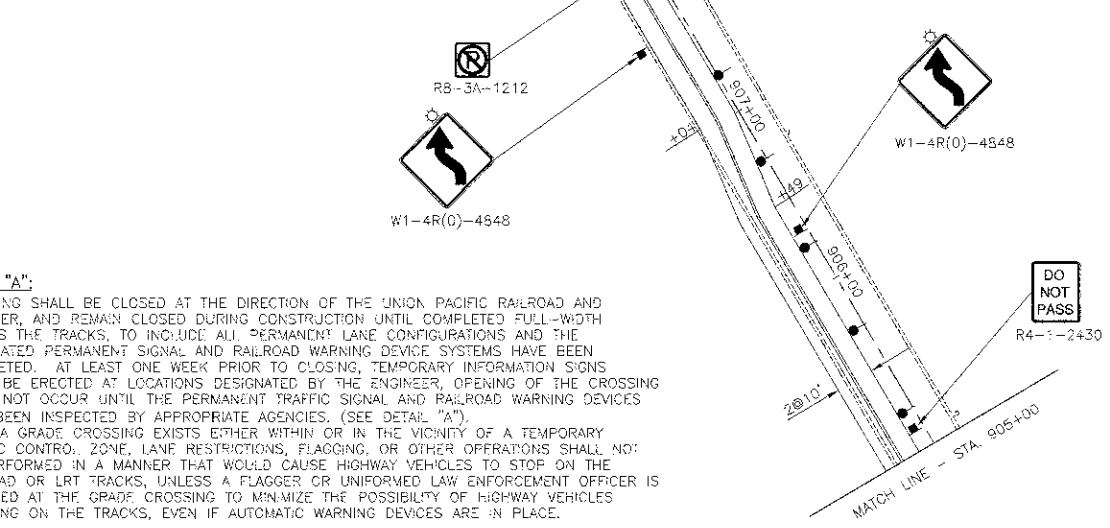 R8-3A-1212
W1-4R(0)-4848
W1-4R(0)-4848
+0
907+00
+49
906+00
DO
NOT
PASS
R4-1-2430
2@10'
MATCH LINE - STA. 905+00
"A":
NG SHALL BE CLOSED AT THE DIRECTION OF THE UNION PACIFIC RAILROAD AND
ER, AND REMAIN CLOSED DURING CONSTRUCTION UNTIL COMPLETED FULL-WIDTH
S THE TRACKS, TO INCLUDE ALL PERMANENT LANE CONFIGURATIONS AND THE
ATED PERMANENT SIGNAL AND RAILROAD WARNING DEVICE SYSTEMS HAVE BEEN
ETED. AT LEAST ONE WEEK PRIOR TO CLOSING, TEMPORARY INFORMATION SIGNS
BE ERECTED AT LOCATIONS DESIGNATED BY THE ENGINEER, OPENING OF THE CROSSING
NOT OCCUR UNTIL THE PERMANENT TRAFFIC SIGNAL AND RAILROAD WARNING DEVICES
BEEN INSPECTED BY APPROPRIATE AGENCIES. (SEE DETAIL "A").
A GRADE CROSSING EXISTS EITHER WITHIN OR IN THE VICINITY OF A TEMPORARY
C CONTROL ZONE, LANE RESTRICTIONS, FLAGGING, OR OTHER OPERATIONS SHALL NOT
RFORMED IN A MANNER THAT WOULD CAUSE HIGHWAY VEHICLES TO STOP ON THE
AD OR LRT TRACKS, UNLESS A FLAGGER OR UNIFORMED LAW ENFORCEMENT OFFICER IS
ED AT THE GRADE CROSSING TO MINIMIZE THE POSSIBILITY OF HIGHWAY VEHICLES
NG ON THE TRACKS, EVEN IF AUTOMATIC WARNING DEVICES ARE IN PLACE.